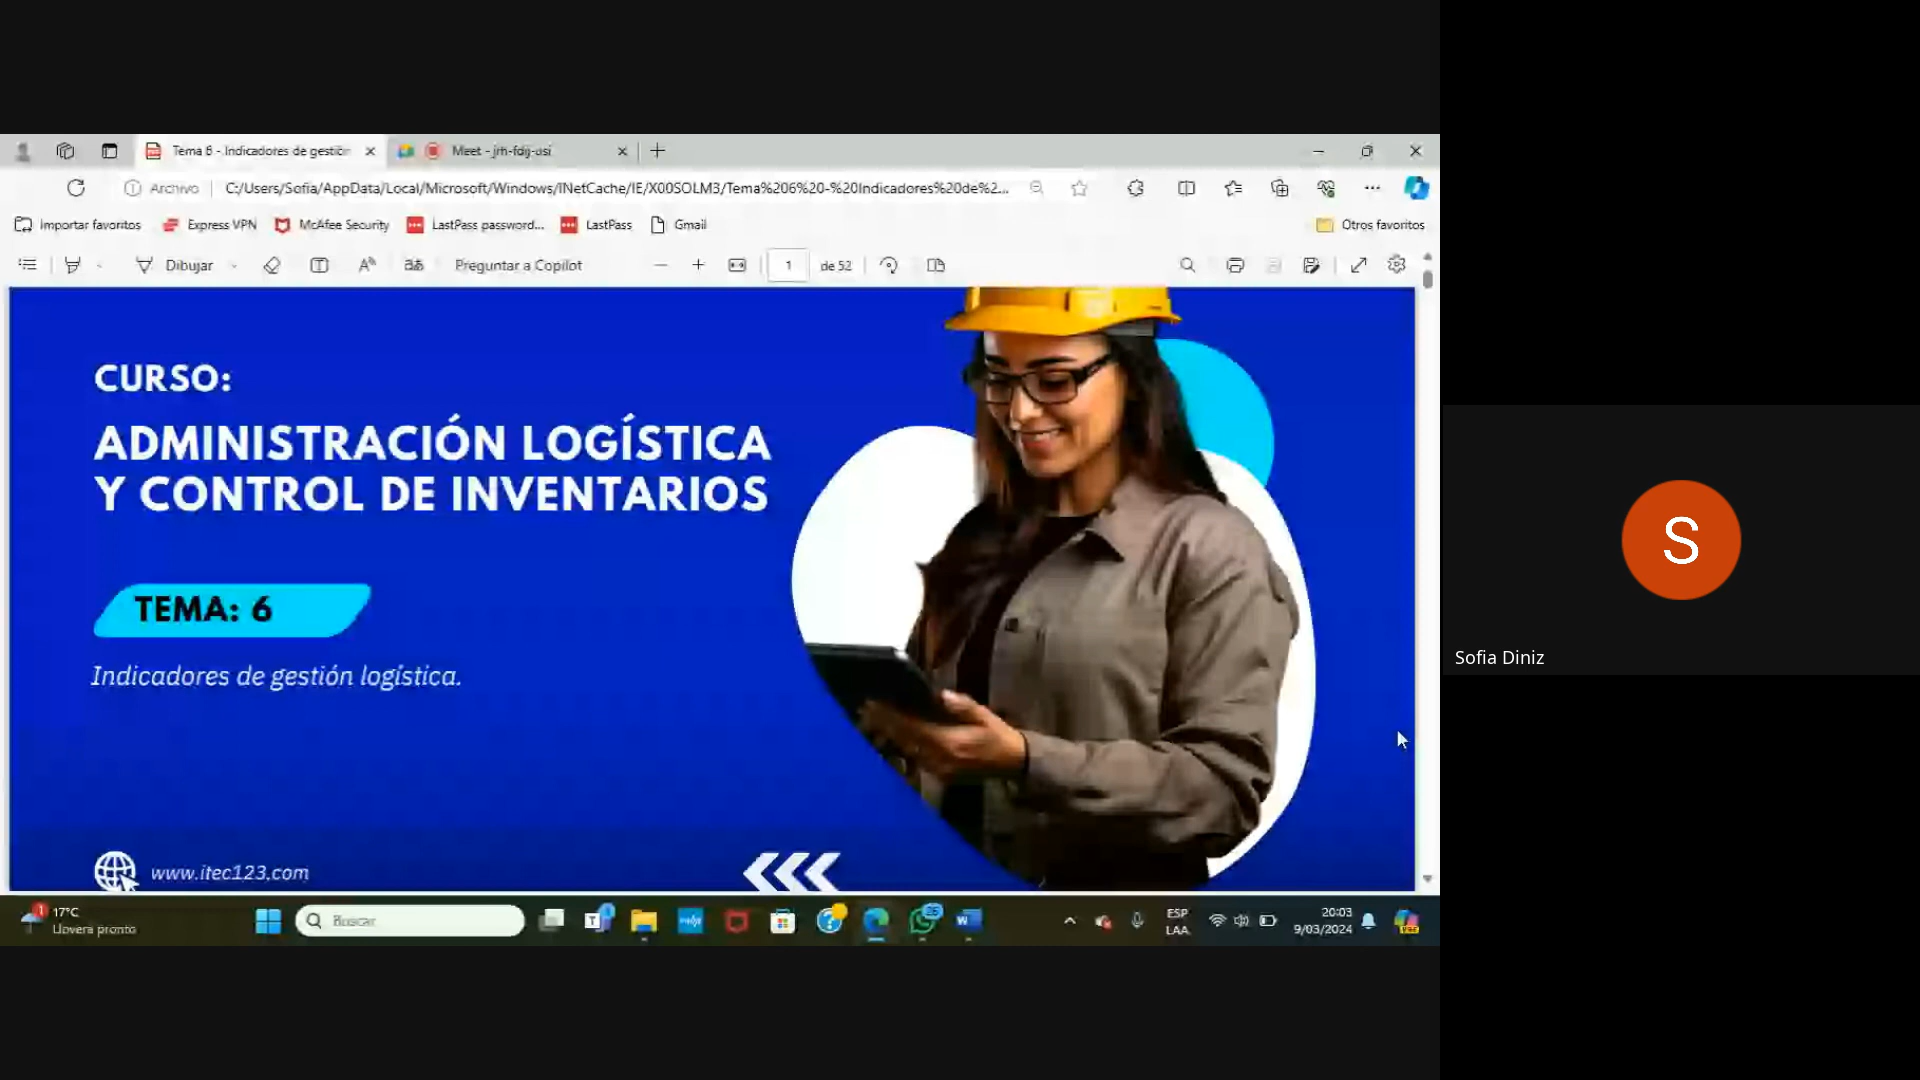 Tema 6 - Indicadores de gestión
Meet - jrh-fdij-usi
Archivo
C:/Users/Sofia/AppData/Local/Microsoft/Windows/INetCache/IE/X00SOLM3/Tema%206%20-%20Indicadores%20de%2...
Importar favoritos
Express VPN
McAfee Security
LastPass password...
LastPass
Gmail
Otros favoritos
Dibujar
Preguntar a Copilot
1
de 52
CURSO:
ADMINISTRACIÓN LOGÍSTICA
Y CONTROL DE INVENTARIOS
TEMA: 6
Indicadores de gestión logística.
www.itec123.com
S
Sofia Diniz
1
17°C
Lloverá pronto
Buscar
ESP
LAA
20:03
9/03/2024